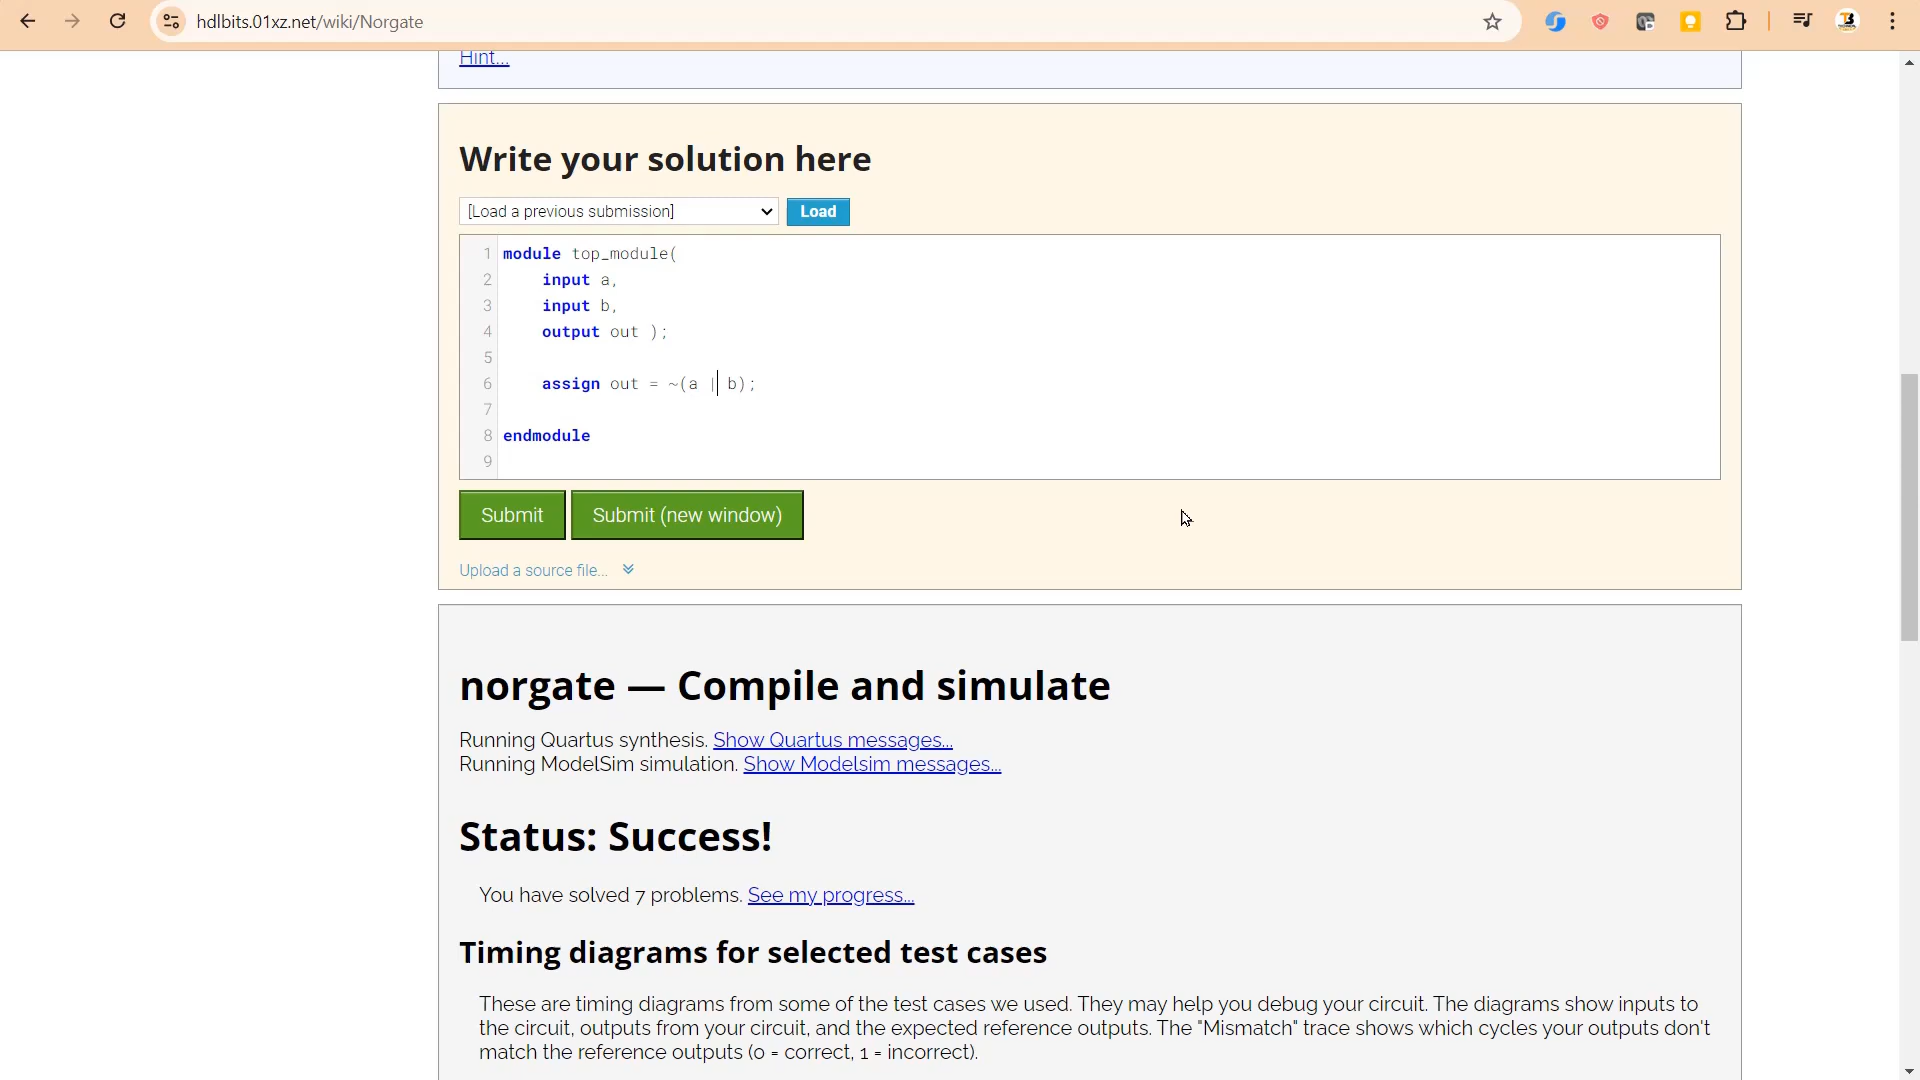 hdlbits.01xz.net/wiki/Norgate
Hint...
Write your solution here
[Load a previous submission]
Load
1 module top_module(
2 input a,
3 input b,
4 output out );
5
6 assign out = ~(a | b);
7
8 endmodule
9
Submit
Submit (new window)
Upload a source file...
norgate — Compile and simulate
Running Quartus synthesis. Show Quartus messages...
Running ModelSim simulation. Show Modelsim messages...
Status: Success!
You have solved 7 problems. See my progress...
Timing diagrams for selected test cases
These are timing diagrams from some of the test cases we used. They may help you debug your circuit. The diagrams show inputs to
the circuit, outputs from your circuit, and the expected reference outputs. The "Mismatch" trace shows which cycles your outputs don't
match the reference outputs (0 = correct, 1 = incorrect).